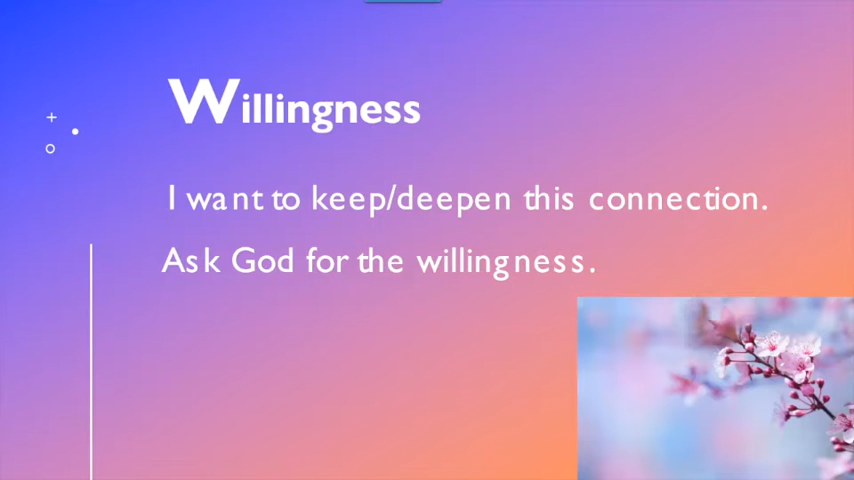 Willingness
I want to keep/deepen this connection.
Ask God for the willingness.